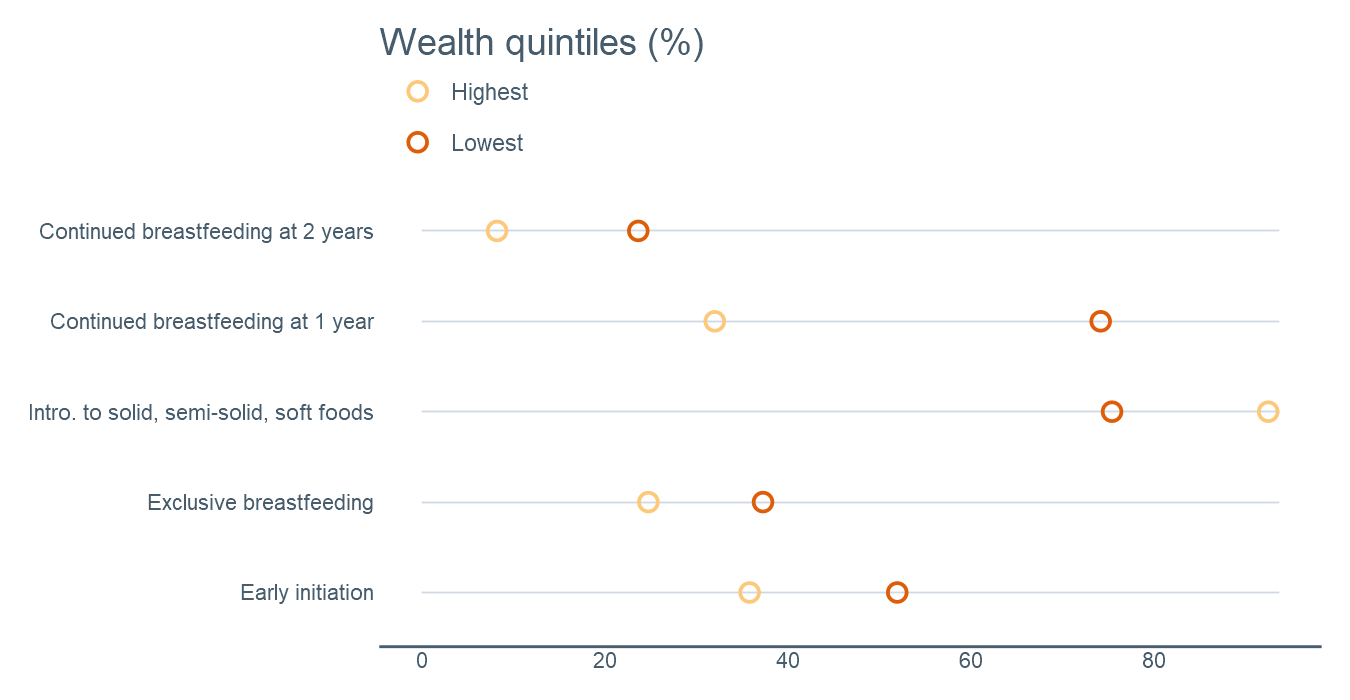 Wealth quintiles (%)
Highest
Lowest
Continued breastfeeding at 2 years
Continued breastfeeding at 1 year
Intro. to solid, semi-solid, soft foods
Exclusive breastfeeding
Early initiation
0 20 40 60 80